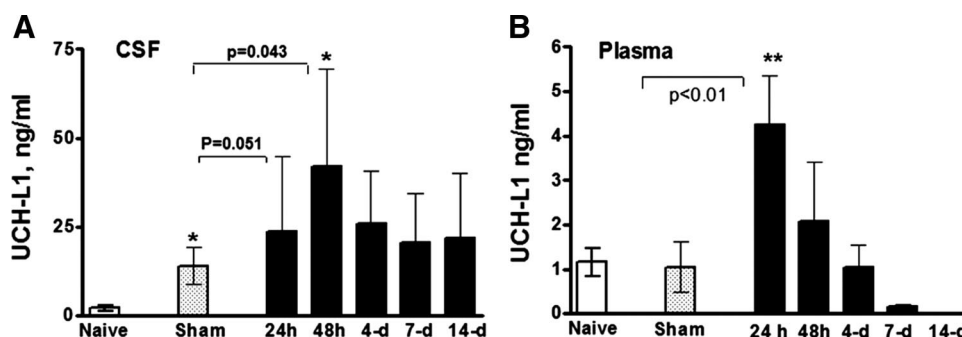 A
CSF
UCH-L1, ng/ml
75
50
25
0
p=0.043
*
P=0.051
*
Naive Sham 24h 48h 4-d 7-d 14-d
B
Plasma
UCH-L1 ng/ml
6
5
4
3
2
1
0
**
p<0.01
Naive Sham 24 h 48h 4-d 7-d 14-d